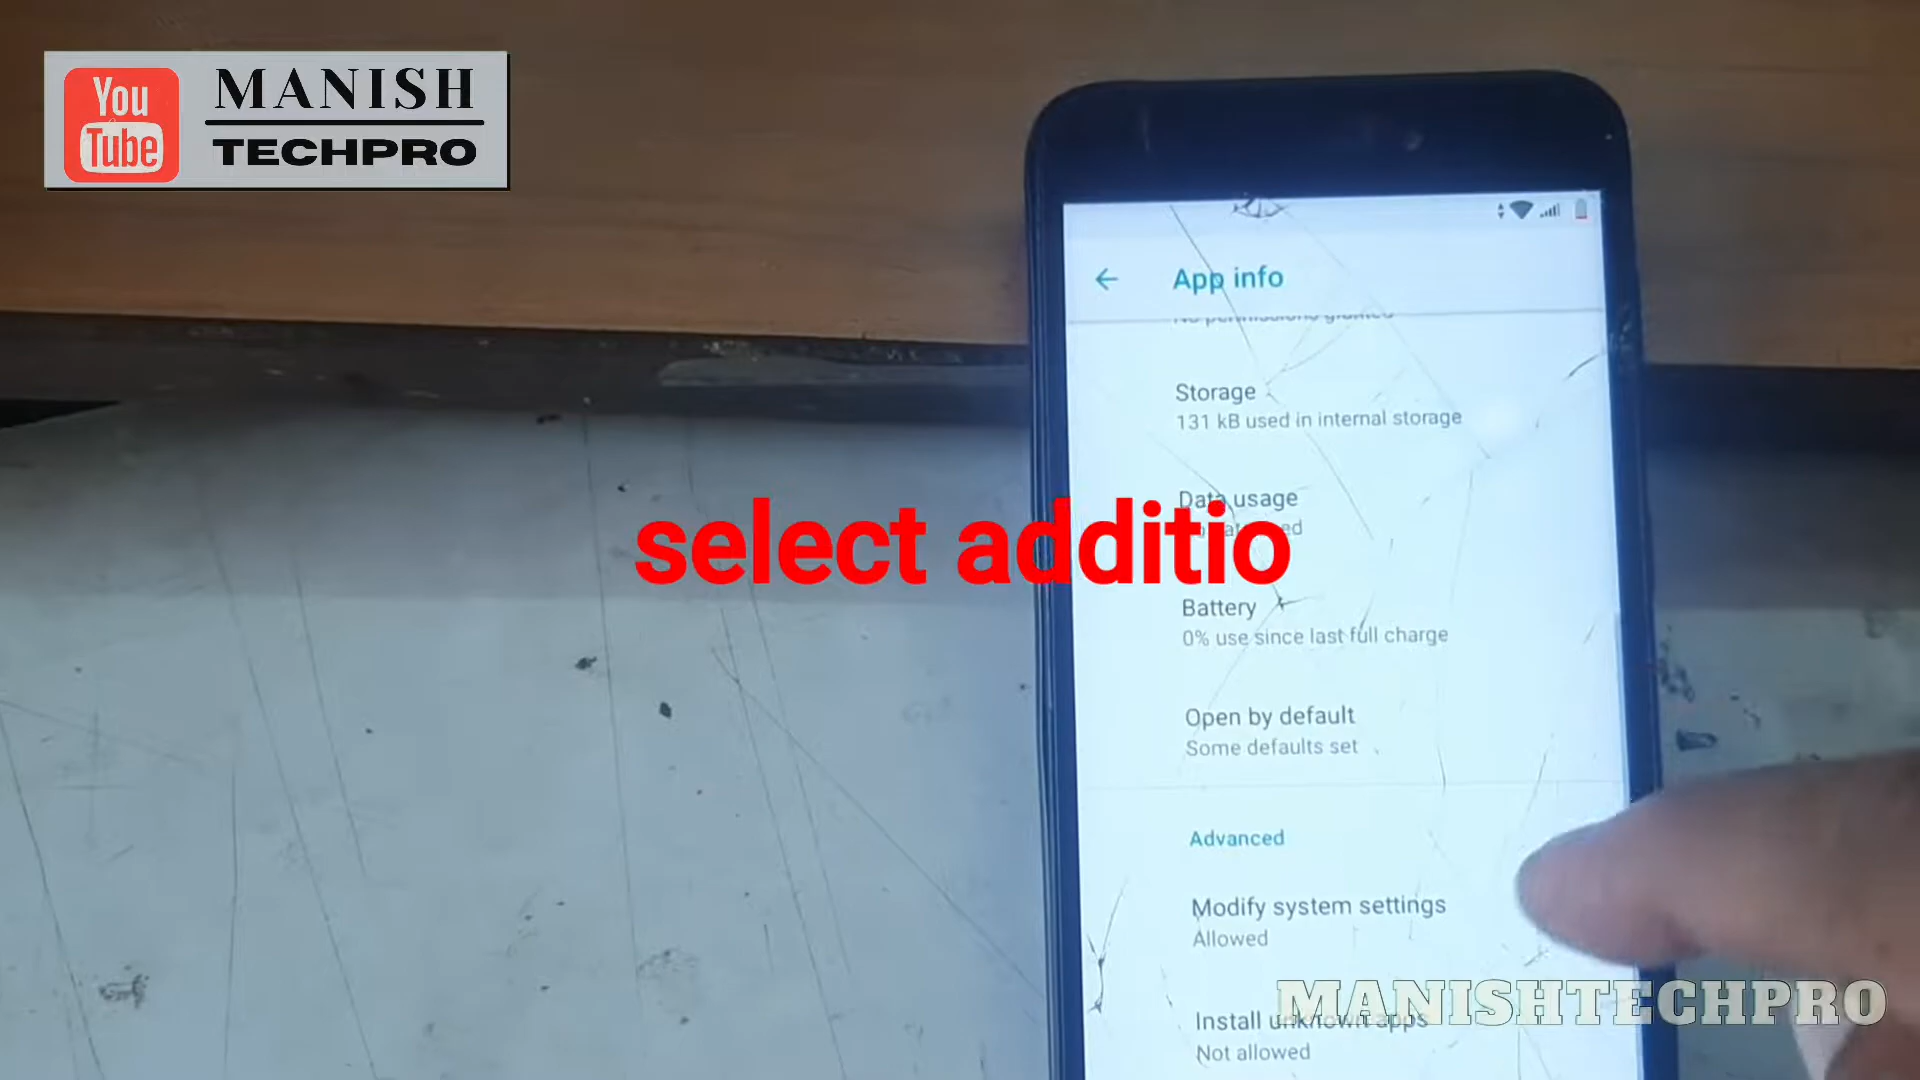 You
Tube
MANISH
TECHPRO
App info
No permissions granted
Storage
131 kB used in internal storage
Data usage
select additio
Battery
0% use since last full charge
Open by default
Some defaults set
Advanced
Modify system settings
Allowed
MANISHTECHPRO
Install unknown apps
Not allowed